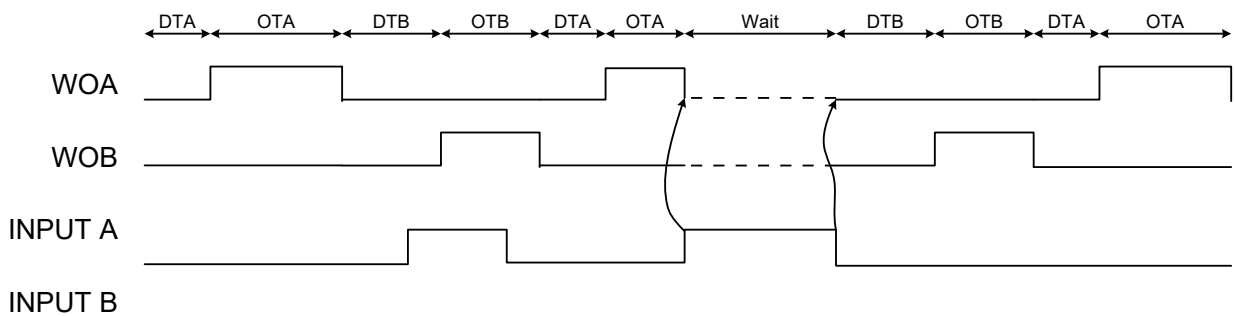 DTA OTA DTB OTB DTA OTA Wait DTB OTB DTA OTA
WOA
WOB
INPUT A
INPUT B